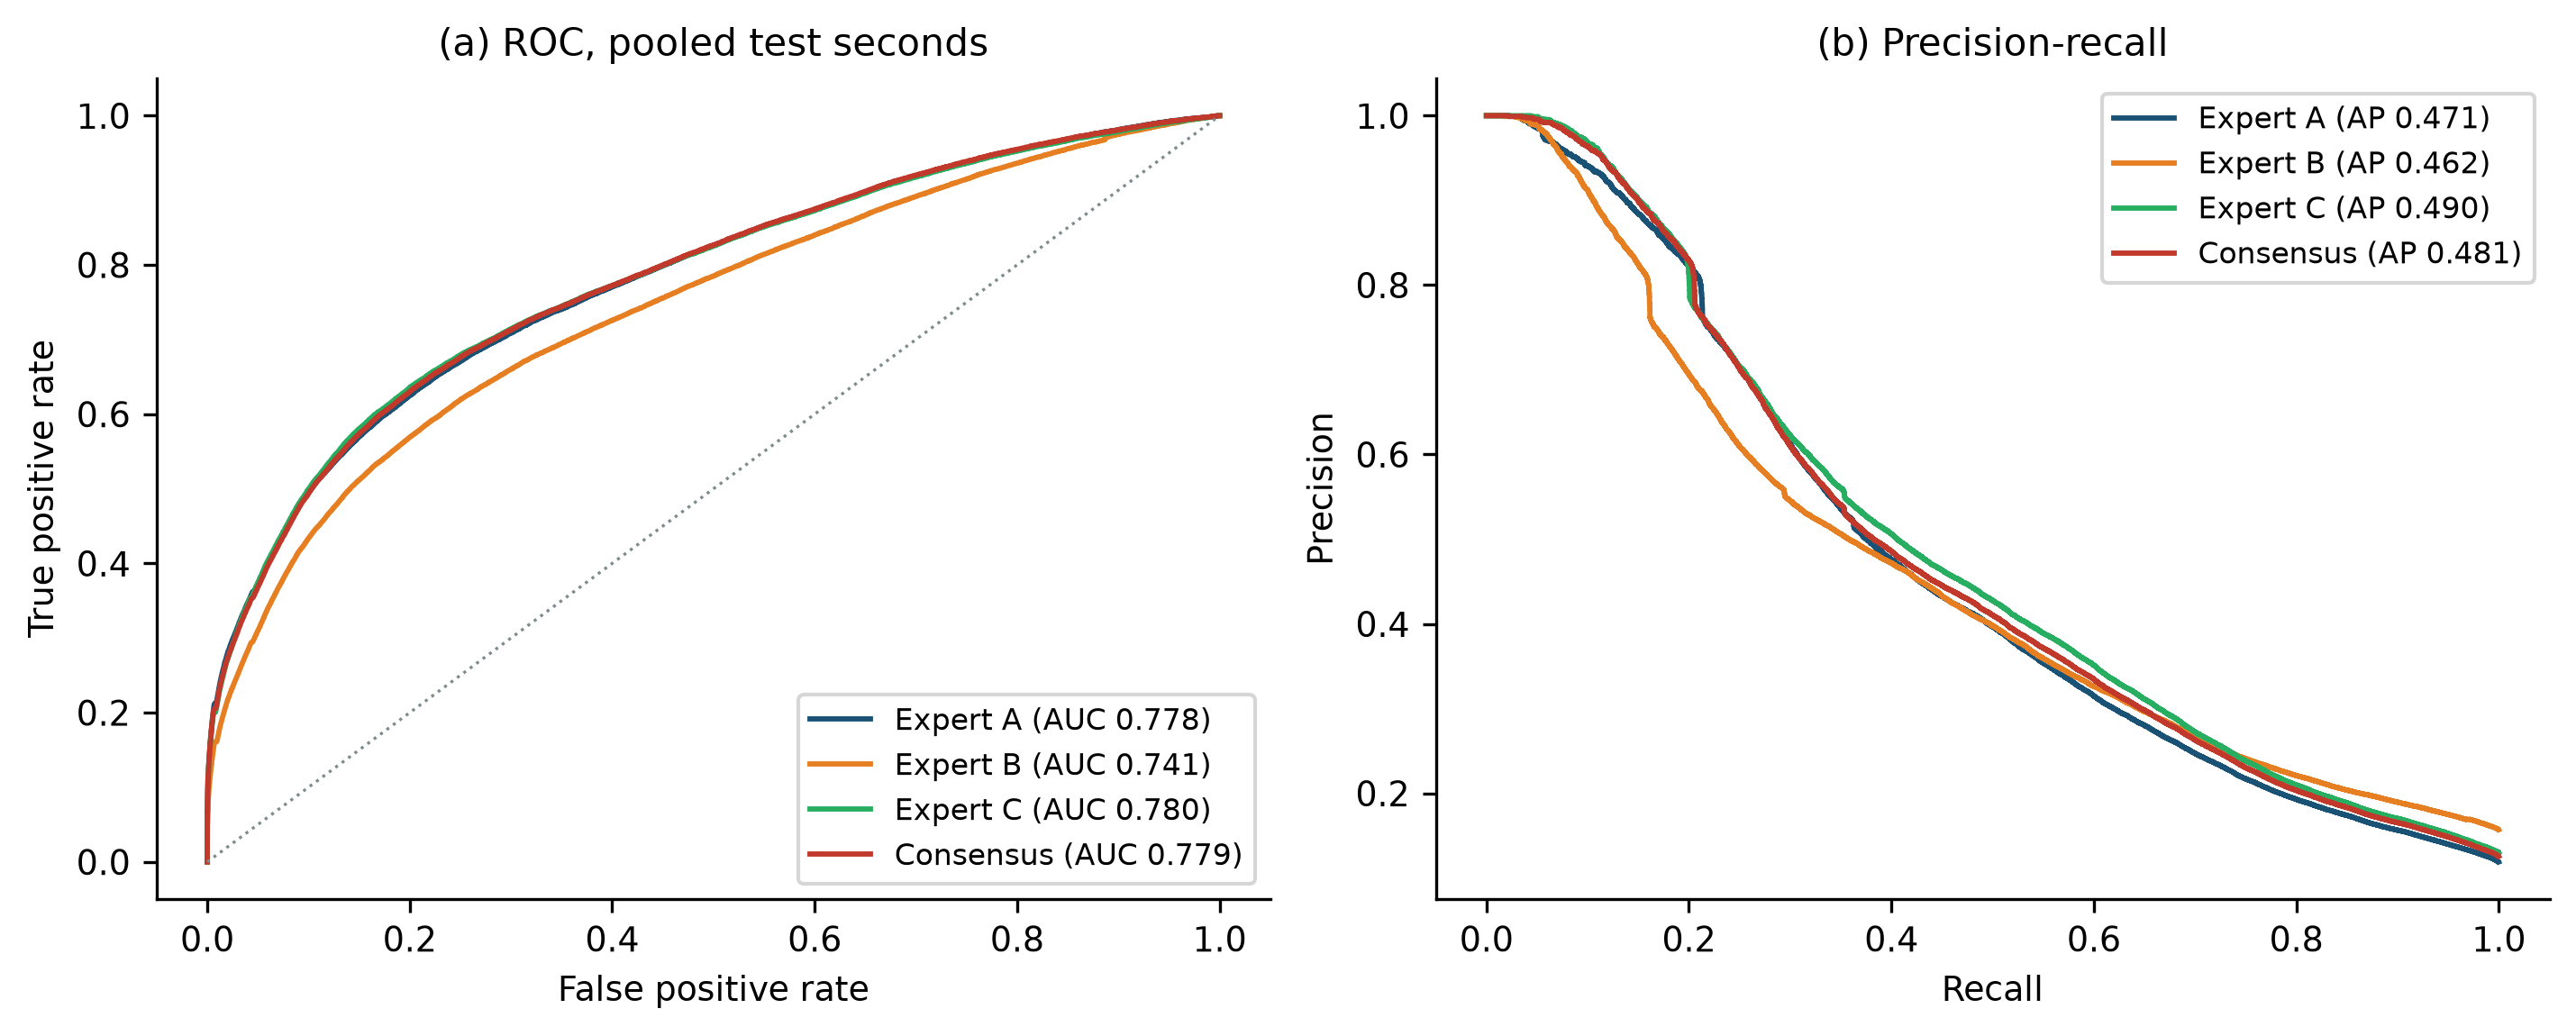 (a) ROC, pooled test seconds
True positive rate
1.0
0.8
0.6
0.4
0.2
0.0
Expert A (AUC 0.778)
Expert B (AUC 0.741)
Expert C (AUC 0.780)
Consensus (AUC 0.779)
0.0 0.2 0.4 0.6 0.8 1.0
False positive rate
(b) Precision-recall
Precision
1.0
0.8
0.6
0.4
0.2
Expert A (AP 0.471)
Expert B (AP 0.462)
Expert C (AP 0.490)
Consensus (AP 0.481)
0.0 0.2 0.4 0.6 0.8 1.0
Recall